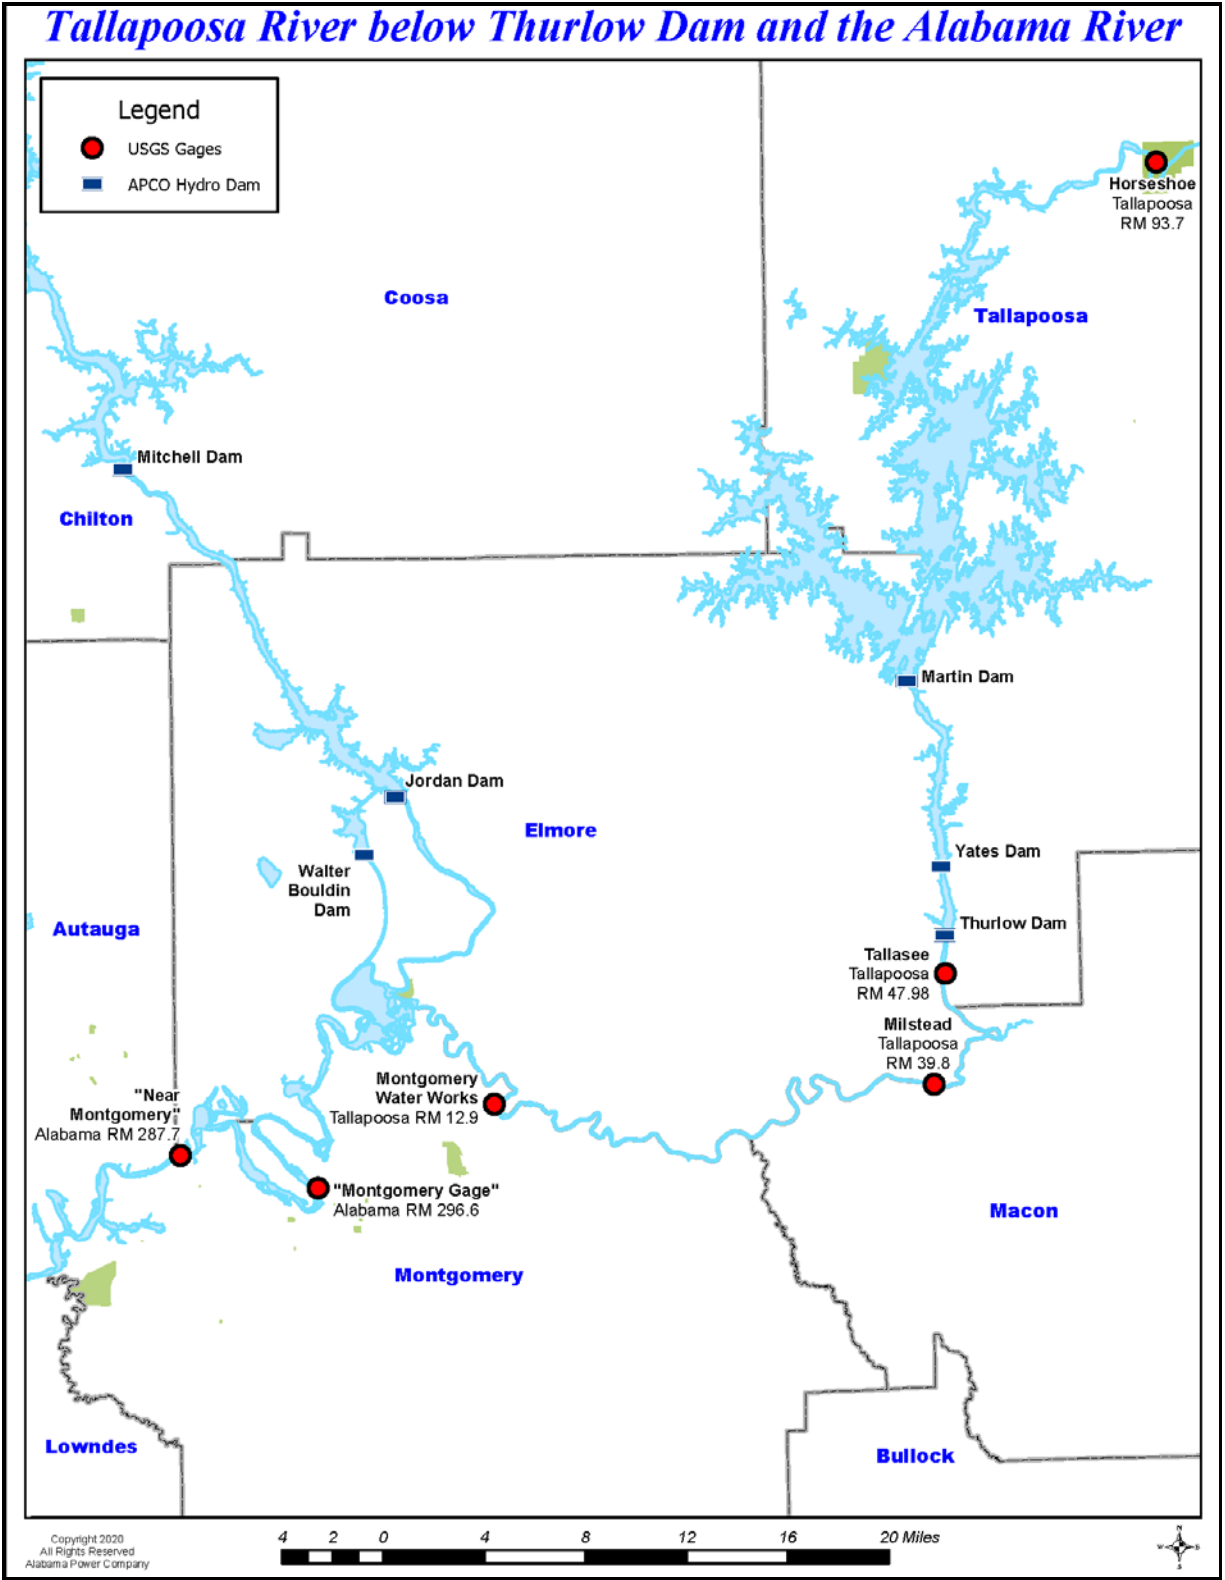 Tallapoosa River below Thurlow Dam and the Alabama River
Legend
USGS Gages
APCO Hydro Dam
Horseshoe
Tallapoosa
RM 93.7
Coosa
Tallapoosa
Mitchell Dam
Chilton
Martin Dam
Jordan Dam
Elmore
Yates Dam
Walter
Bouldin
Dam
Autauga
Thurlow Dam
Tallasee
Tallapoosa
RM 47.98
Milstead
Tallapoosa
RM 39.8
Montgomery
Water Works
Tallapoosa RM 12.9
"Near
Montgomery"
Alabama RM 287.7
"Montgomery Gage"
Alabama RM 296.6
Macon
Montgomery
Lowndes
Bullock
Copyright 2020
All Rights Reserved
Alabama Power Company
4 2 0 4 8 12 16 20 Miles
N
W E
S